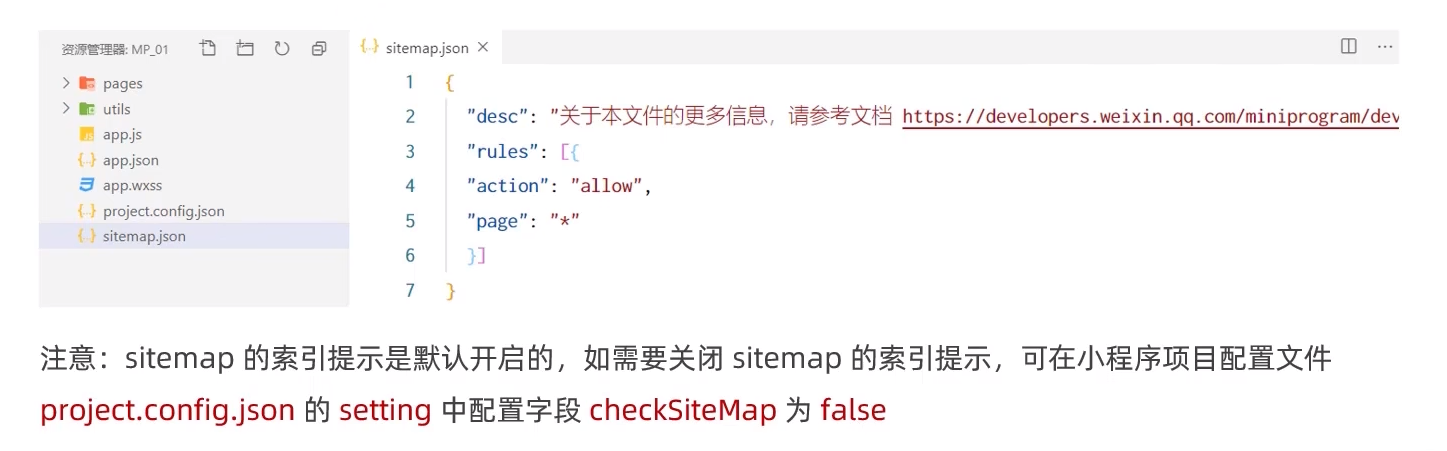 资源管理器: MP_01
pages
utils
app.js
app.json
app.wxss
project.config.json
sitemap.json
sitemap.json
1 {
2 "desc": "关于本文件的更多信息，请参考文档 https://developers.weixin.qq.com/miniprogram/dev
3 "rules": [{
4 "action": "allow",
5 "page": "*"
6 }]
7 }
注意：sitemap 的索引提示是默认开启的，如需要关闭 sitemap 的索引提示，可在小程序项目配置文件
project.config.json 的 setting 中配置字段 checkSiteMap 为 false